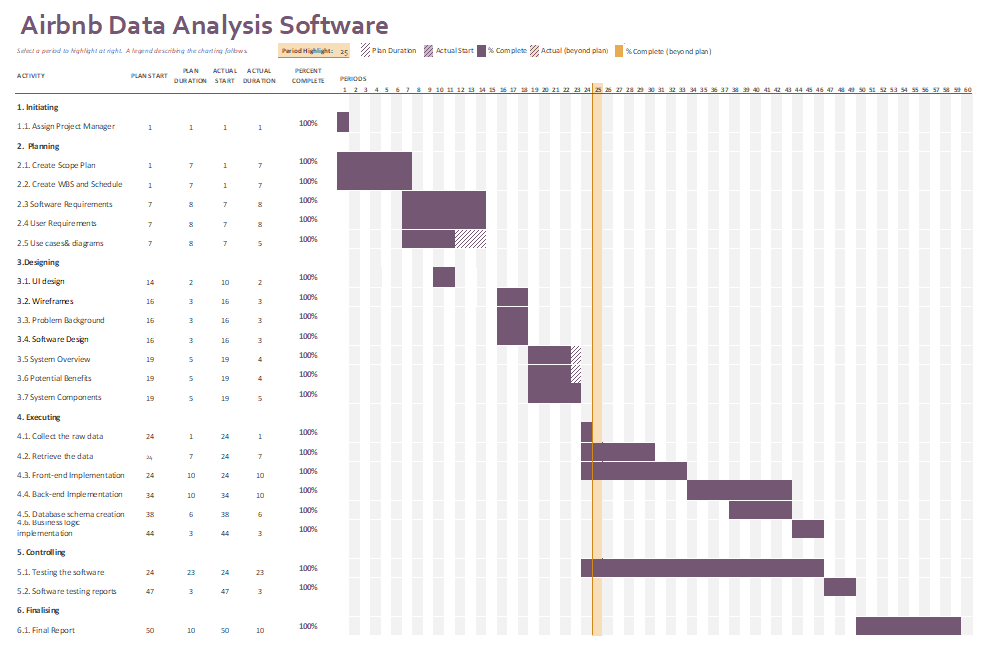 Airbnb Data Analysis Software
Select a period to highlight at right. A legend describing the charting follows. Period Highlight: 25 Plan Duration Actual Start % Complete Actual (beyond plan) % Complete (beyond plan)
ACTIVITY PLAN START PLAN DURATION ACTUAL START ACTUAL DURATION PERCENT COMPLETE PERIODS
1 2 3 4 5 6 7 8 9 10 11 12 13 14 15 16 17 18 19 20 21 22 23 24 25 26 27 28 29 30 31 32 33 34 35 36 37 38 39 40 41 42 43 44 45 46 47 48 49 50 51 52 53 54 55 56 57 58 59 60
1. Initiating
1.1. Assign Project Manager 1 1 1 1 100%
2. Planning
2.1. Create Scope Plan 1 7 1 7 100%
2.2. Create WBS and Schedule 1 7 1 7 100%
2.3 Software Requirements 7 8 7 8 100%
2.4 User Requirements 7 8 7 8 100%
2.5 Use cases& diagrams 7 8 7 5 100%
3.Designing
3.1. UI design 14 2 10 2 100%
3.2. Wireframes 16 3 16 3 100%
3.3. Problem Background 16 3 16 3 100%
3.4. Software Design 16 3 16 3 100%
3.5 System Overview 19 5 19 4 100%
3.6 Potential Benefits 19 5 19 4 100%
3.7 System Components 19 5 19 5 100%
4. Executing
4.1. Collect the raw data 24 1 24 1 100%
4.2. Retrieve the data 24 7 24 7 100%
4.3. Front-end Implementation 24 10 24 10 100%
4.4. Back-end Implementation 34 10 34 10 100%
4.5. Database schema creation 38 6 38 6 100%
4.6. Business logic
implementation 44 3 44 3 100%
5. Controlling
5.1. Testing the software 24 23 24 23 100%
5.2. Software testing reports 47 3 47 3 100%
6. Finalising
6.1. Final Report 50 10 50 10 100%